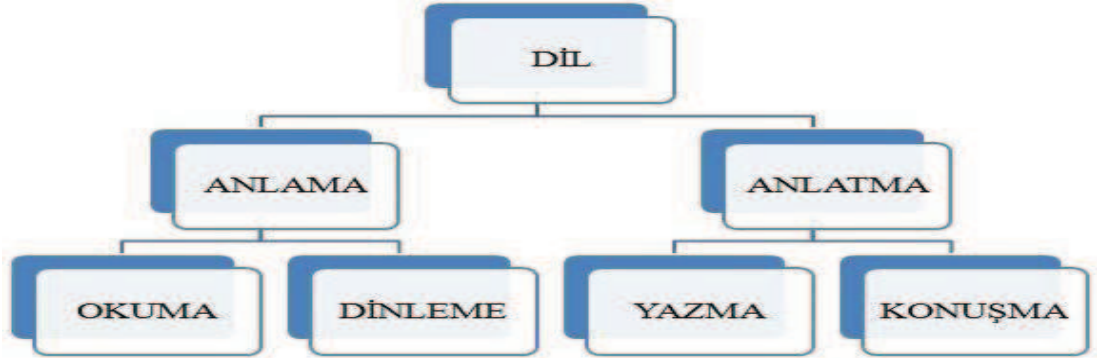 DİL
ANLAMA
ANLATMA
OKUMA
DİNLEME
YAZMA
KONUŞMA